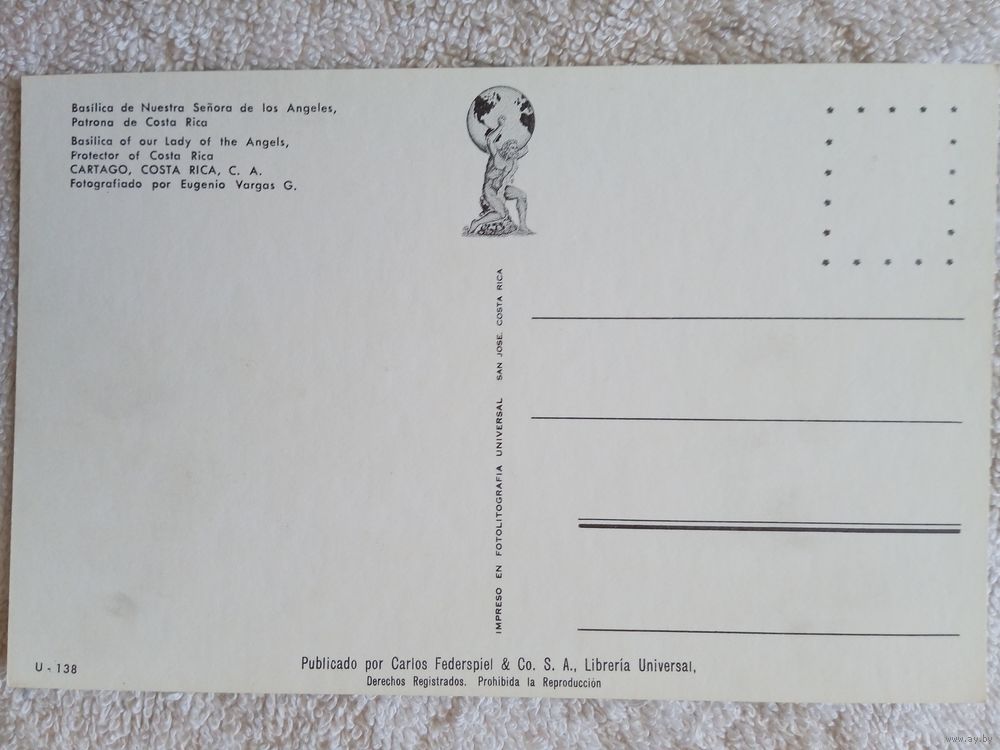 Basílica de Nuestra Señora de los Angeles,
Patrona de Costa Rica
Basilica of our Lady of the Angels,
Protector of Costa Rica
CARTAGO, COSTA RICA, C. A.
Fotografiado por Eugenio Vargas G.
IMPRESO EN FOTOLITOGRAFIA UNIVERSAL SAN JOSE. COSTA RICA
U - 138
Publicado por Carlos Federspiel & Co. S. A., Librería Universal,
Derechos Registrados. Prohibida la Reproducción
www.ay.by